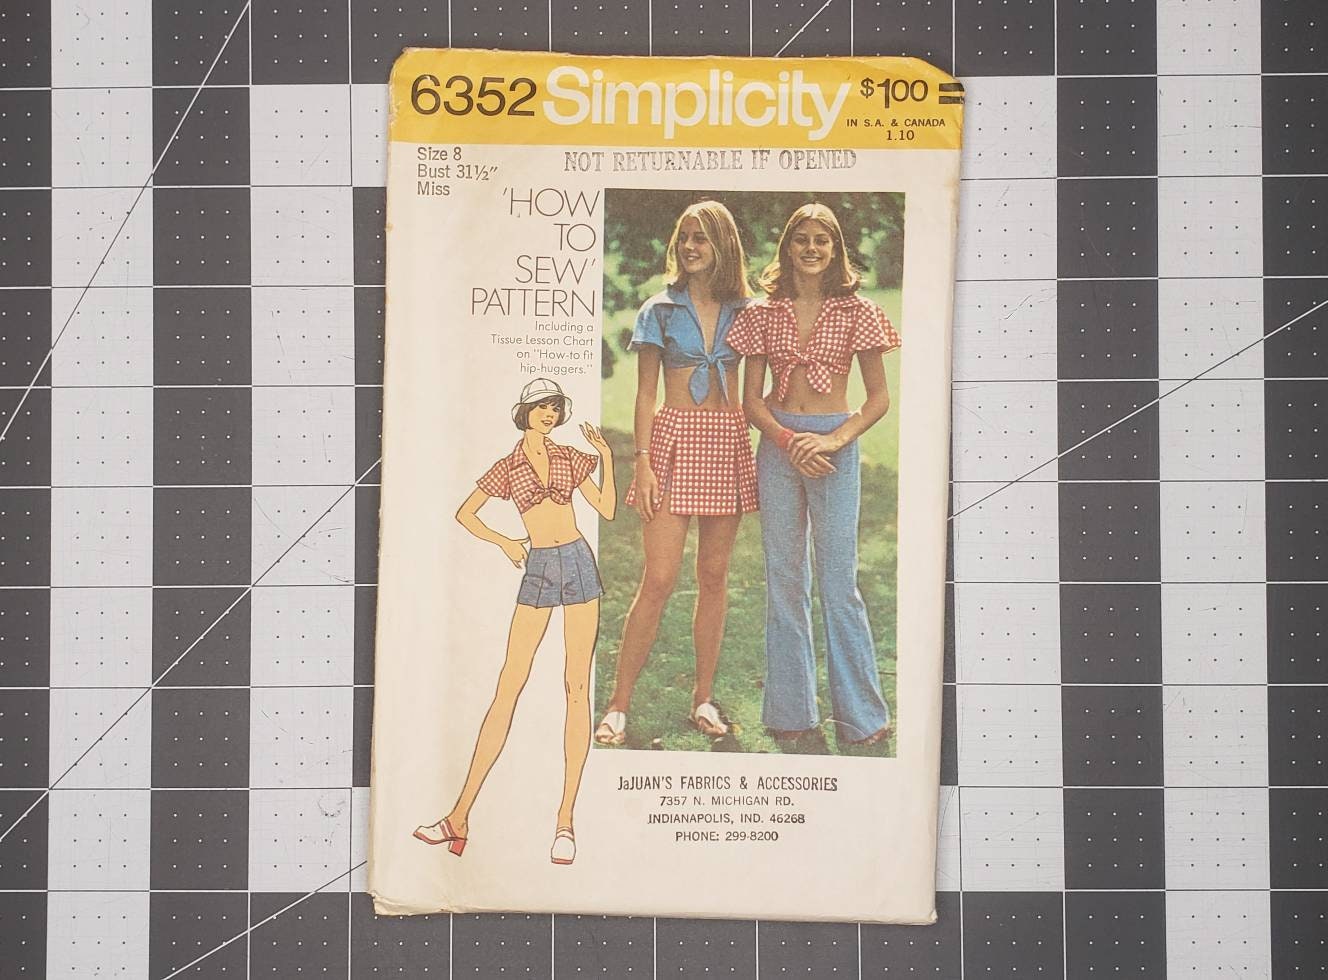 6352 Simplicity $1.00
IN S.A. & CANADA
1.10
Size 8
Bust 31½"
Miss
NOT RETURNABLE IF OPENED
'HOW
TO
SEW'
PATTERN
Including a
Tissue Lesson Chart
on "How-to fit
hip-huggers."
JaJUAN'S FABRICS & ACCESSORIES
7357 N. MICHIGAN RD.
INDIANAPOLIS, IND. 46268
PHONE: 299-8200